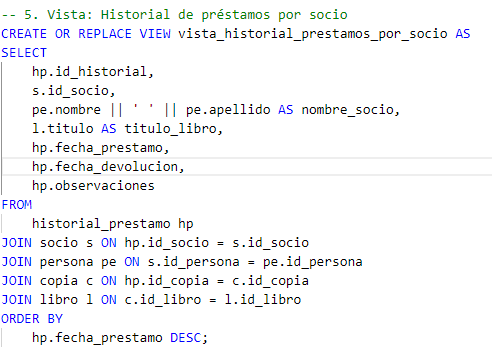 -- 5. Vista: Historial de préstamos por socio
CREATE OR REPLACE VIEW vista_historial_prestamos_por_socio AS
SELECT
    hp.id_historial,
    s.id_socio,
    pe.nombre || ' ' || pe.apellido AS nombre_socio,
    l.titulo AS titulo_libro,
    hp.fecha_prestamo,
    hp.fecha_devolucion,
    hp.observaciones
FROM
    historial_prestamo hp
JOIN socio s ON hp.id_socio = s.id_socio
JOIN persona pe ON s.id_persona = pe.id_persona
JOIN copia c ON hp.id_copia = c.id_copia
JOIN libro l ON c.id_libro = l.id_libro
ORDER BY
    hp.fecha_prestamo DESC;